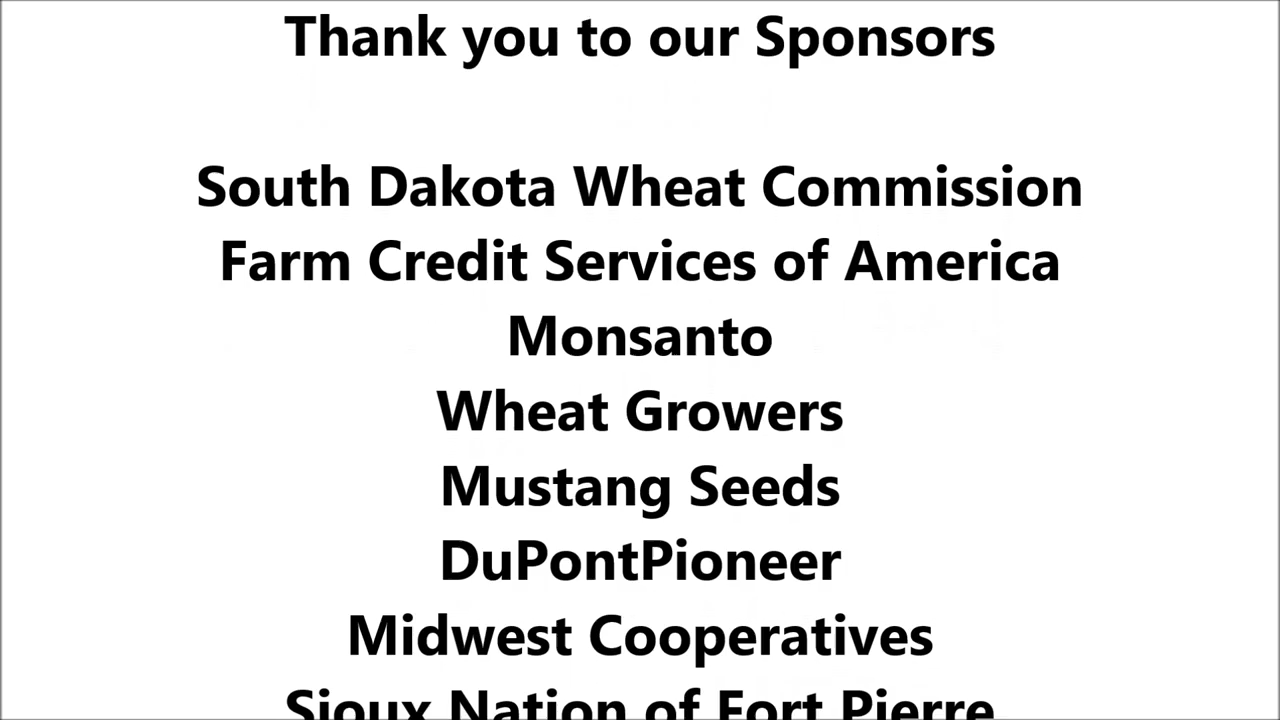 Thank you to our Sponsors
South Dakota Wheat Commission
Farm Credit Services of America
Monsanto
Wheat Growers
Mustang Seeds
DuPontPioneer
Midwest Cooperatives
Sioux Nation of Fort Pierre